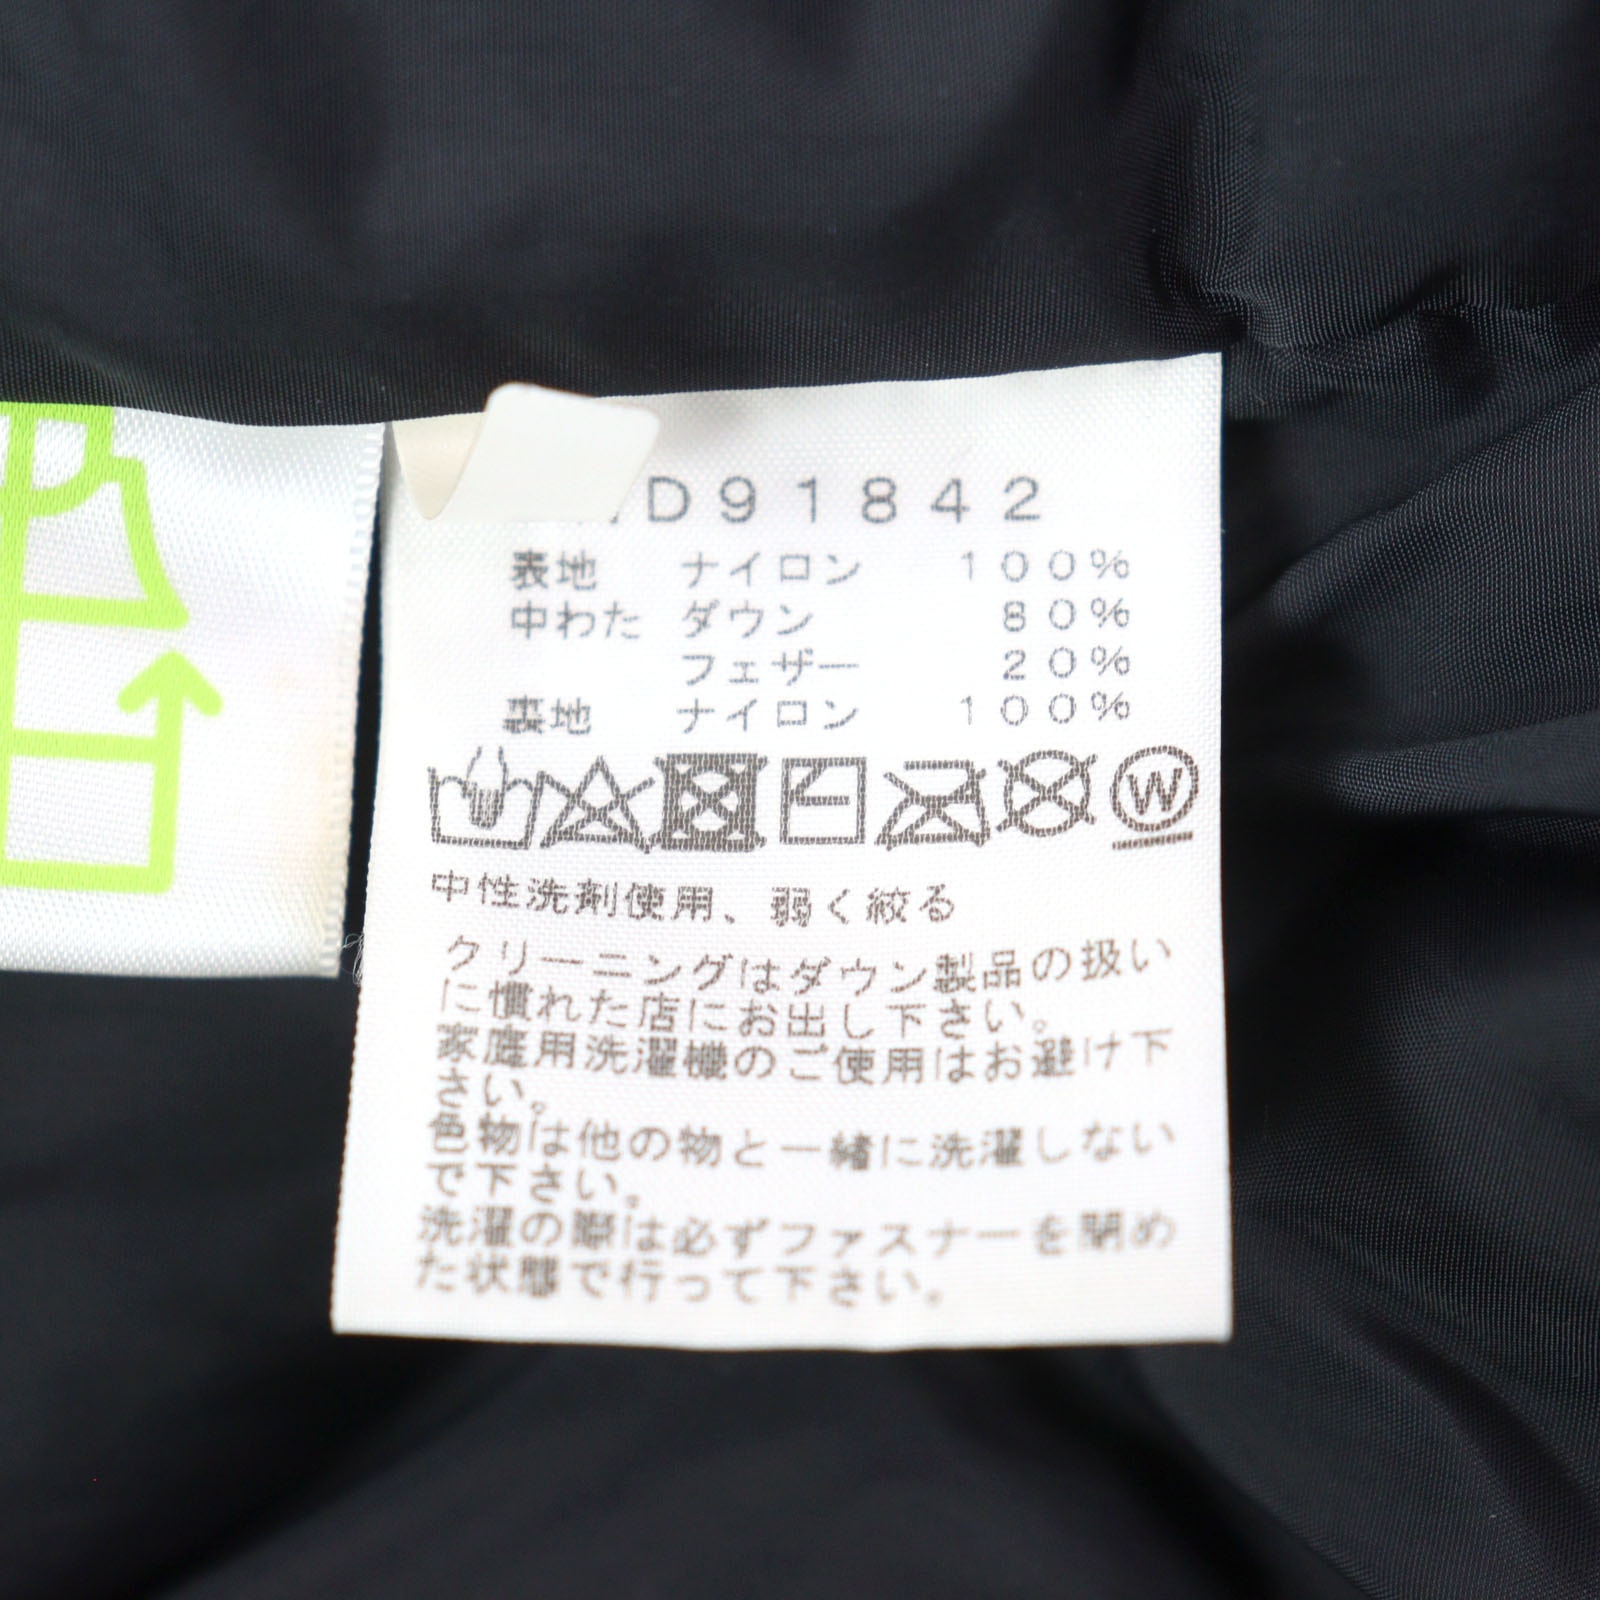 D91842
表地 ナイロン 100%
中わた ダウン 80%
フェザー 20%
裏地 ナイロン 100%
W
中性洗剤使用、弱く絞る
クリーニングはダウン製品の扱い
に慣れた店にお出し下さい。
家庭用洗濯機のご使用はお避け下
さい。
色物は他の物と一緒に洗濯しない
で下さい。
洗濯の際は必ずファスナーを閉め
た状態で行って下さい。